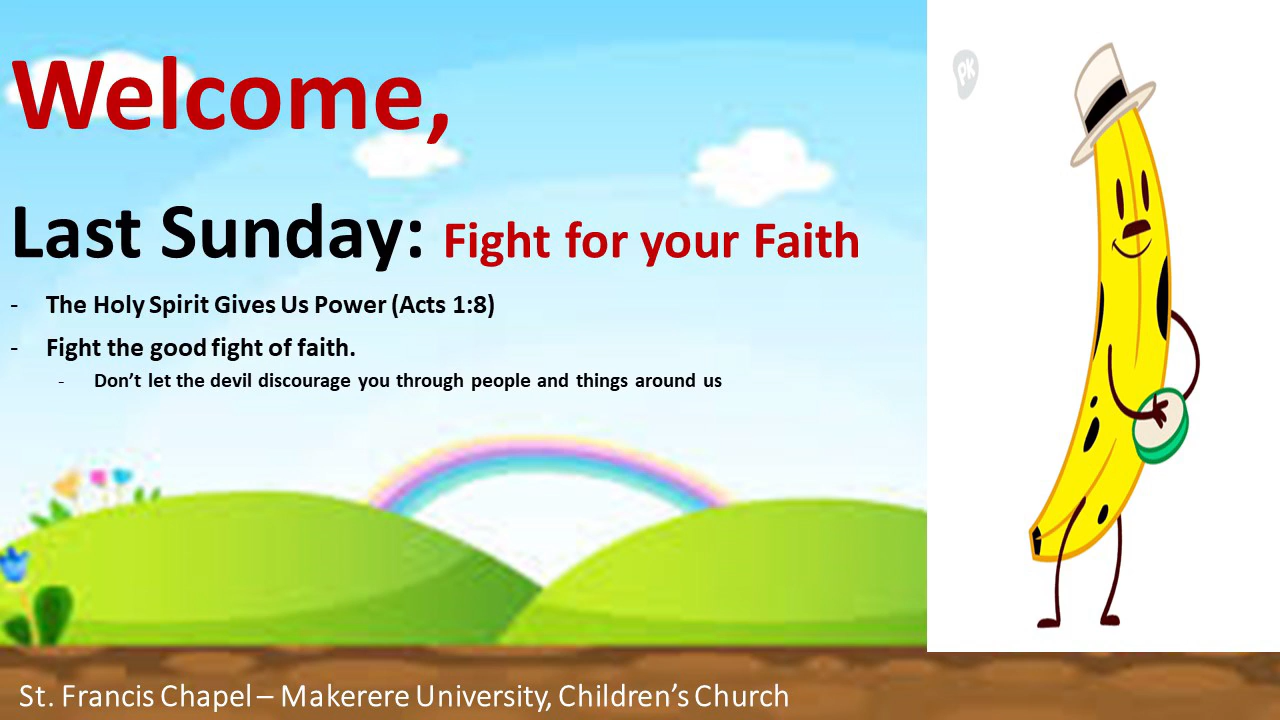 Welcome,
PK
Last Sunday: Fight for your Faith
- The Holy Spirit Gives Us Power (Acts 1:8)
- Fight the good fight of faith.
- Don’t let the devil discourage you through people and things around us
St. Francis Chapel – Makerere University, Children’s Church